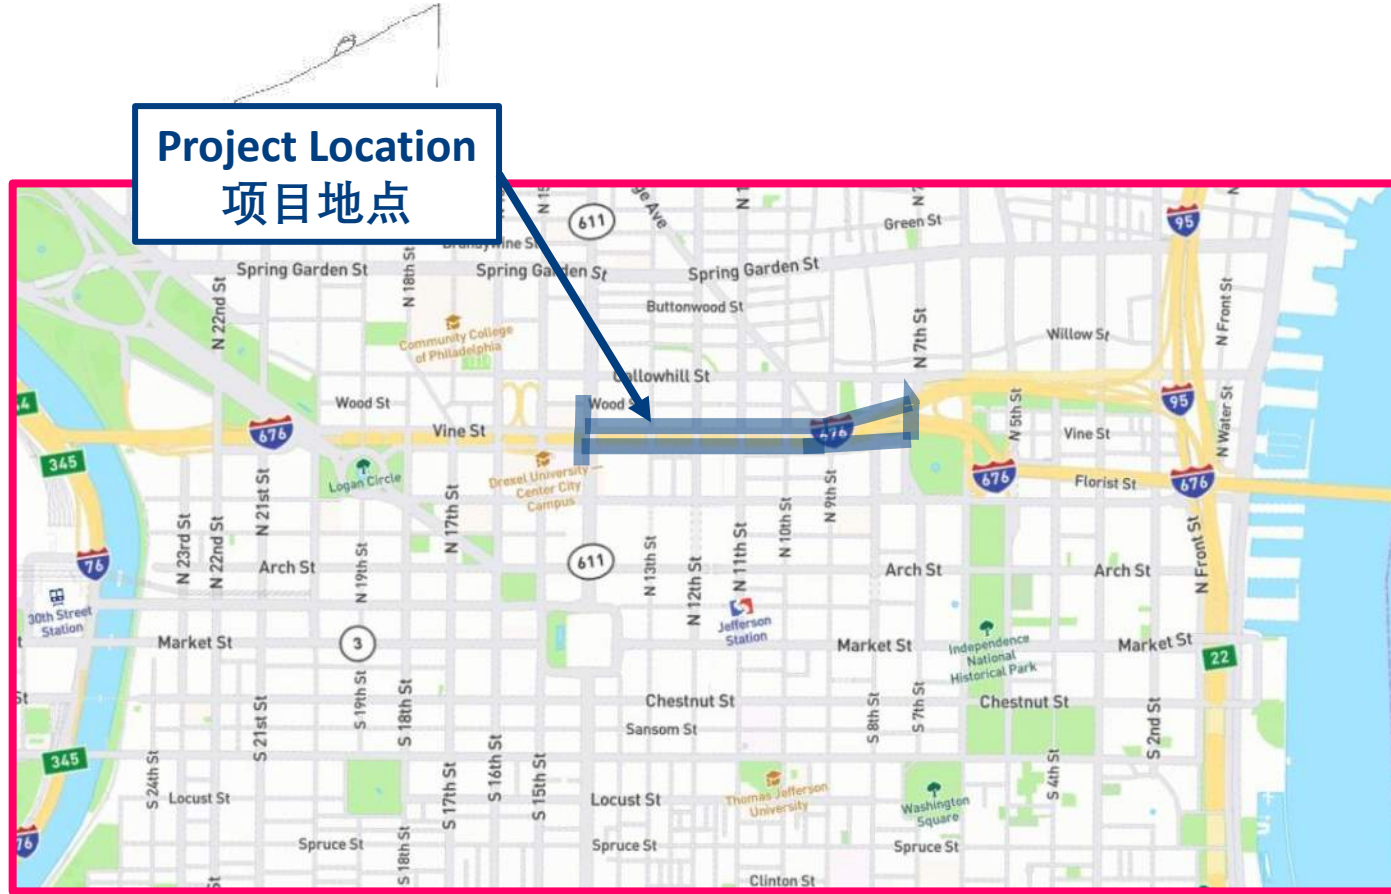 Project Location
项目地点
611
95
Green St
Spring Garden St
Spring Garden St
Spring Garden St
N 22nd St
N 18th St
Buttonwood St
Community College
of Philadelphia
N 7th St
Willow St
N Front St
Wood St
Vine St
676
676
95
N 5th St
Vine St
N Water St
345
Logan Circle
Drexel University —
Center City
Campus
676
Florist St
676
N 21st St
N 17th St
N 9th St
N 10th St
N 23rd St
N 22nd St
N 19th St
611
N 13th St
N 12th St
N 11th St
N Front St
76
Arch St
Arch St
Arch St
30th Street
Station
Jefferson
Station
Market St
3
Market St
Independence
National
Historical Park
Market St
22
S 19th St
S 18th St
Chestnut St
Chestnut St
S 21st St
Sansom St
S 8th St
S 7th St
S 2nd St
345
S 24th St
Locust St
S 17th St
S 16th St
S 15th St
Locust St
Thomas Jefferson
University
Washington
Square
S 4th St
76
Spruce St
S 18th St
Spruce St
Spruce St
Clinton St